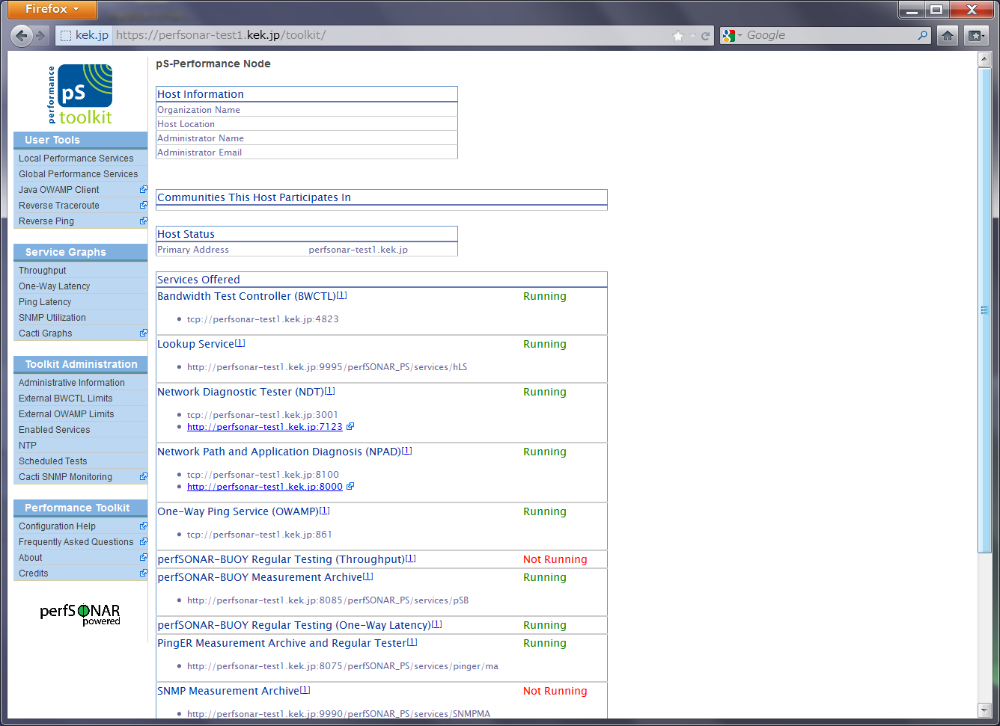 Firefox
kek.jp https://perfsonar-test1.kek.jp/toolkit/ Google
performance
pS
toolkit
User Tools
Local Performance Services
Global Performance Services
Java OWAMP Client
Reverse Traceroute
Reverse Ping
Service Graphs
Throughput
One-Way Latency
Ping Latency
SNMP Utilization
Cacti Graphs
Toolkit Administration
Administrative Information
External BWCTL Limits
External OWAMP Limits
Enabled Services
NTP
Scheduled Tests
Cacti SNMP Monitoring
Performance Toolkit
Configuration Help
Frequently Asked Questions
About
Credits
perfSONAR
powered
pS-Performance Node
Host Information
Organization Name
Host Location
Administrator Name
Administrator Email
Communities This Host Participates In
Host Status
Primary Address perfsonar-test1.kek.jp
Services Offered
Bandwidth Test Controller (BWCTL)[1] Running
• tcp://perfsonar-test1.kek.jp:4823
Lookup Service[1] Running
• http://perfsonar-test1.kek.jp:9995/perfSONAR_PS/services/hLS
Network Diagnostic Tester (NDT)[1] Running
• tcp://perfsonar-test1.kek.jp:3001
• http://perfsonar-test1.kek.jp:7123
Network Path and Application Diagnosis (NPAD)[1] Running
• tcp://perfsonar-test1.kek.jp:8100
• http://perfsonar-test1.kek.jp:8000
One-Way Ping Service (OWAMP)[1] Running
• tcp://perfsonar-test1.kek.jp:861
perfSONAR-BUOY Regular Testing (Throughput)[1] Not Running
perfSONAR-BUOY Measurement Archive[1] Running
• http://perfsonar-test1.kek.jp:8085/perfSONAR_PS/services/pSB
perfSONAR-BUOY Regular Testing (One-Way Latency)[1] Running
PingER Measurement Archive and Regular Tester[1] Running
• http://perfsonar-test1.kek.jp:8075/perfSONAR_PS/services/pinger/ma
SNMP Measurement Archive[1] Not Running
• http://perfsonar-test1.kek.jp:9990/perfSONAR_PS/services/SNMPMA